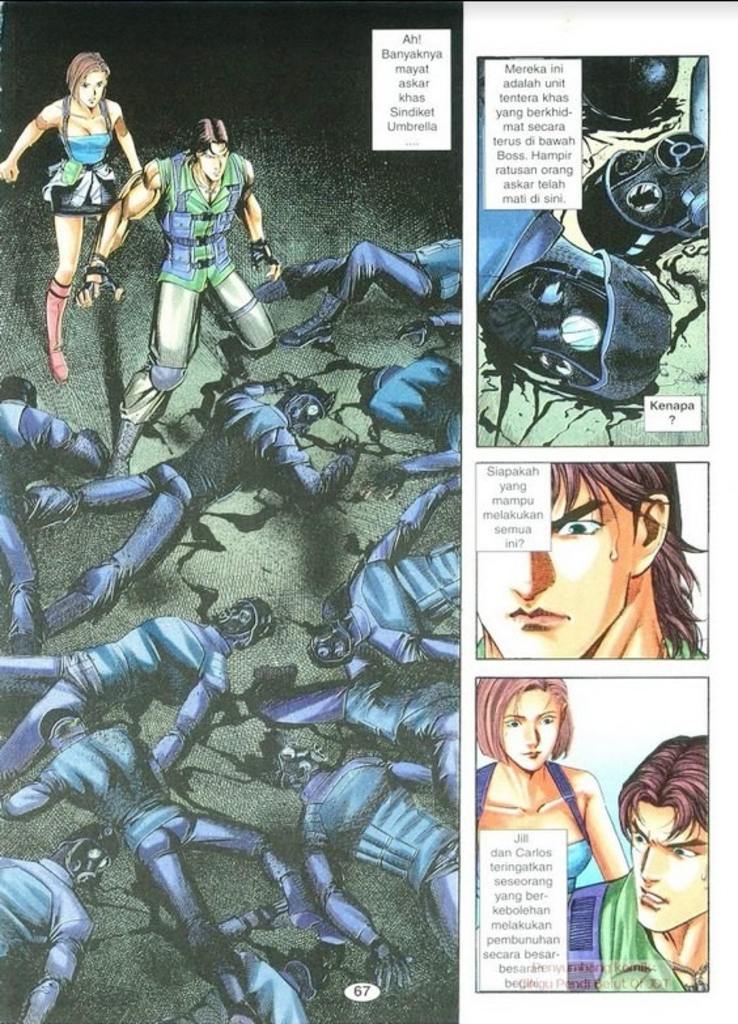 Ah!
Banyaknya
mayat
askar
khas
Sindiket
Umbrella
....
Mereka ini
adalah unit
tentera khas
yang berkhid-
mat secara
terus di bawah
Boss. Hampir
ratusan orang
askar telah
mati di sini.
Kenapa
?
Siapakah
yang
mampu
melakukan
semua
ini?
Jill
dan Carlos
teringatkan
seseorang
yang ber-
kebolehan
melakukan
pembunuhan
secara besar-
besaran
Penyumbang komik:
67